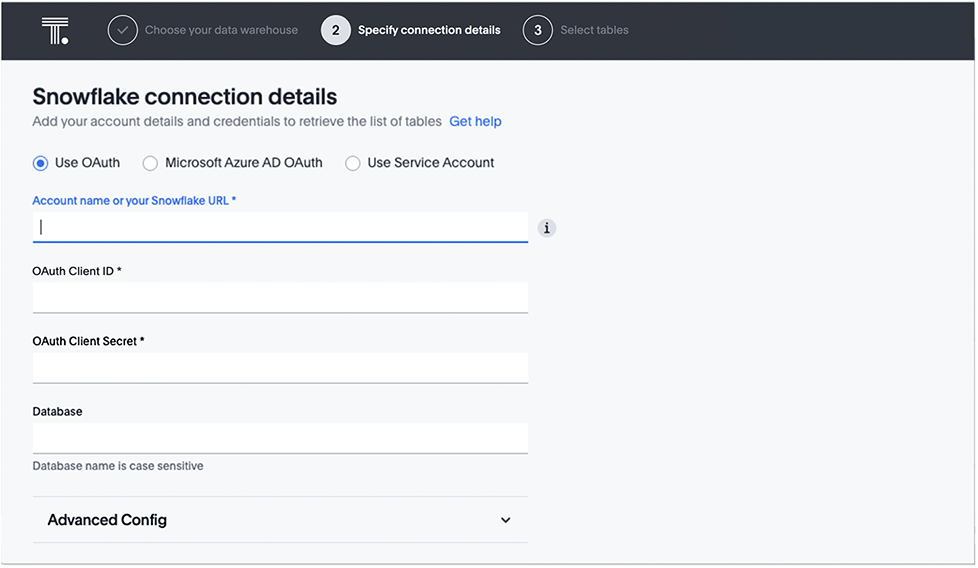 T. Choose your data warehouse 2 Specify connection details 3 Select tables
Snowflake connection details
Add your account details and credentials to retrieve the list of tables Get help
Use OAuth Microsoft Azure AD OAuth Use Service Account
Account name or your Snowflake URL *
i
OAuth Client ID *
OAuth Client Secret *
Database
Database name is case sensitive
Advanced Config